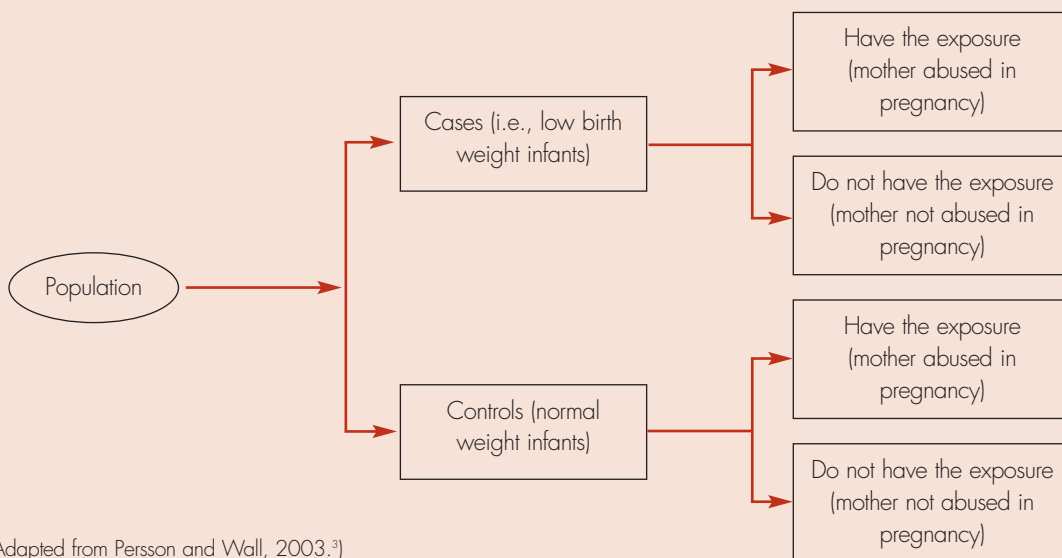 Have the exposure
(mother abused in
pregnancy)
Cases (i.e., low birth
weight infants)
Do not have the exposure
(mother not abused in
pregnancy)
Population
Have the exposure
(mother abused in
pregnancy)
Controls (normal
weight infants)
Do not have the exposure
(mother not abused in
pregnancy)
Adapted from Persson and Wall, 2003.³)